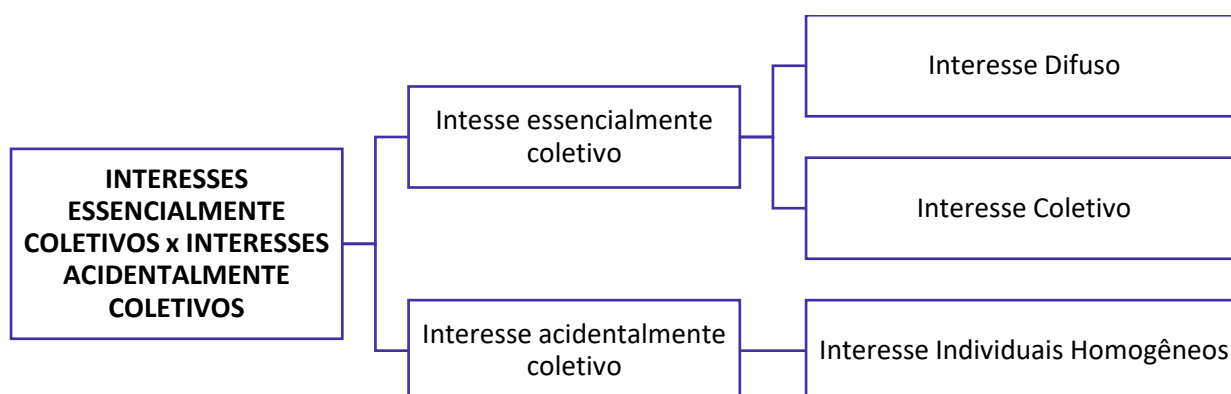 INTERESSES
ESSENCIALMENTE
COLETIVOS x INTERESSES
ACIDENTALMENTE
COLETIVOS
Intesse essencialmente
coletivo
Interesse Difuso
Interesse Coletivo
Interesse acidentalmente
coletivo
Interesse Individuais Homogêneos